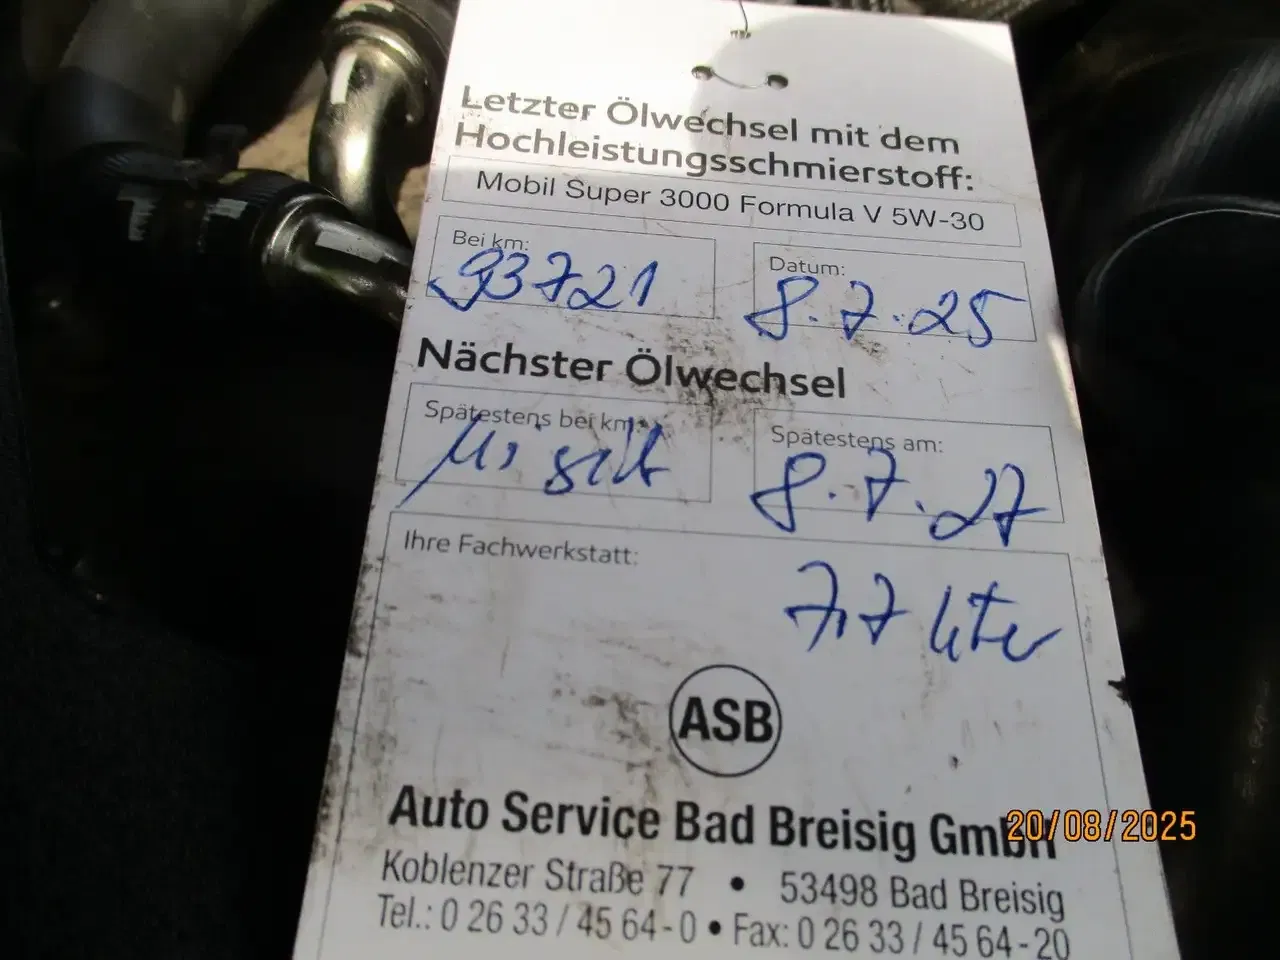 Letzter Ölwechsel mit dem
Hochleistungsschmierstoff:
Mobil Super 3000 Formula V 5W-30
Bei km: 93721
Datum: 8.7.25
Nächster Ölwechsel
Spätestens bei km:
Spätestens am: 8.7.27
Ihre Fachwerkstatt:
7,7 liter
ASB
Auto Service Bad Breisig GmbH
20/08/2025
Koblenzer Straße 77 • 53498 Bad Breisig
Tel.: 0 26 33 / 45 64-0 • Fax: 0 26 33 / 45 64-20